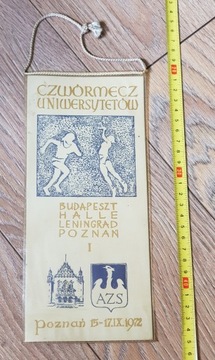 CZWÓRMECZ
UNIWERSYTETÓW
BUDAPESZT
HALLE
LENINGRAD
POZNAŃ
I
AZS
Poznań 15-17.IX.1972